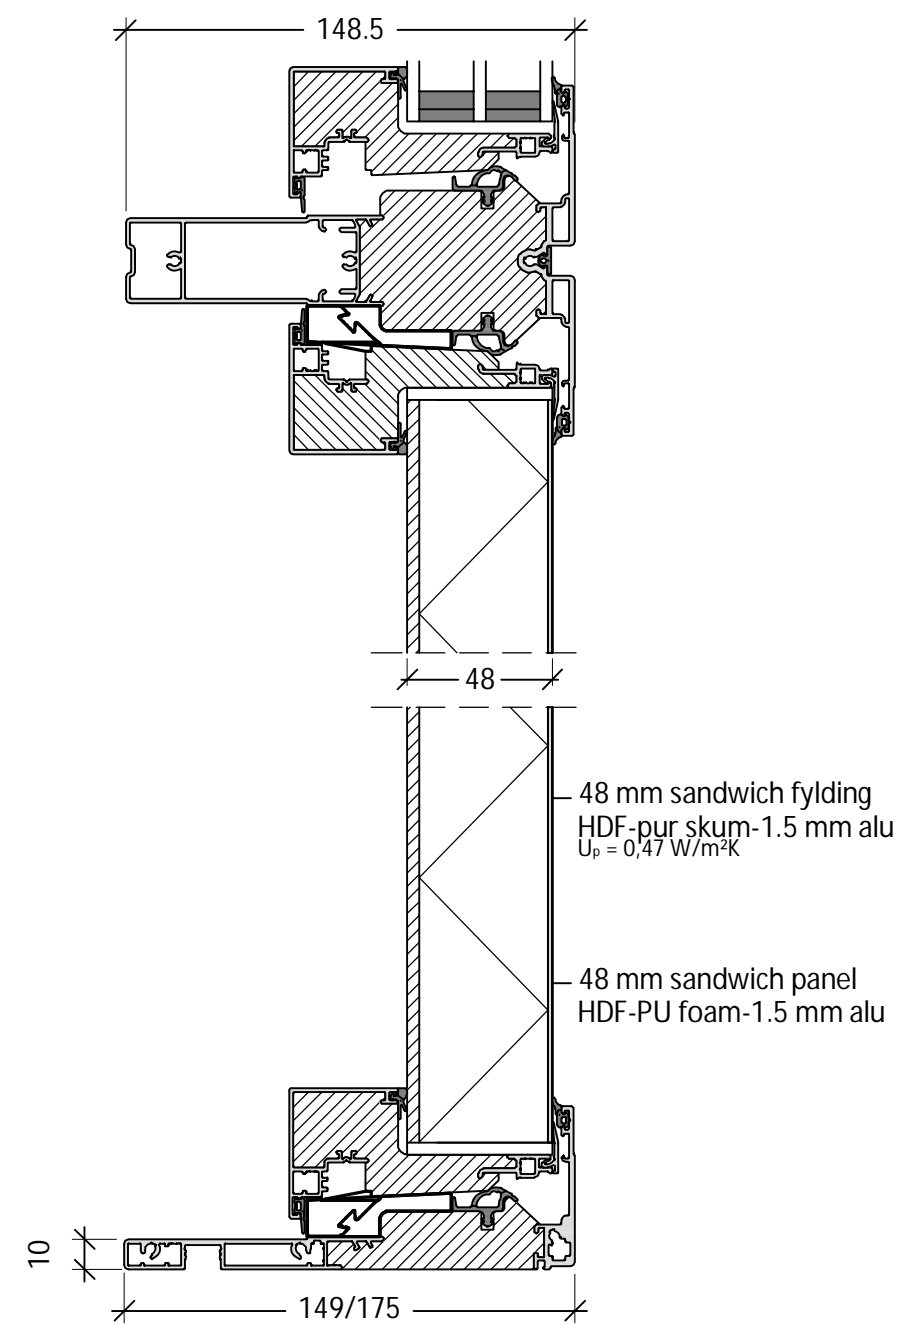 148.5
48
48 mm sandwich fylding
HDF-pur skum-1.5 mm alu
Uₚ = 0,47 W/m²K
48 mm sandwich panel
HDF-PU foam-1.5 mm alu
10
149/175